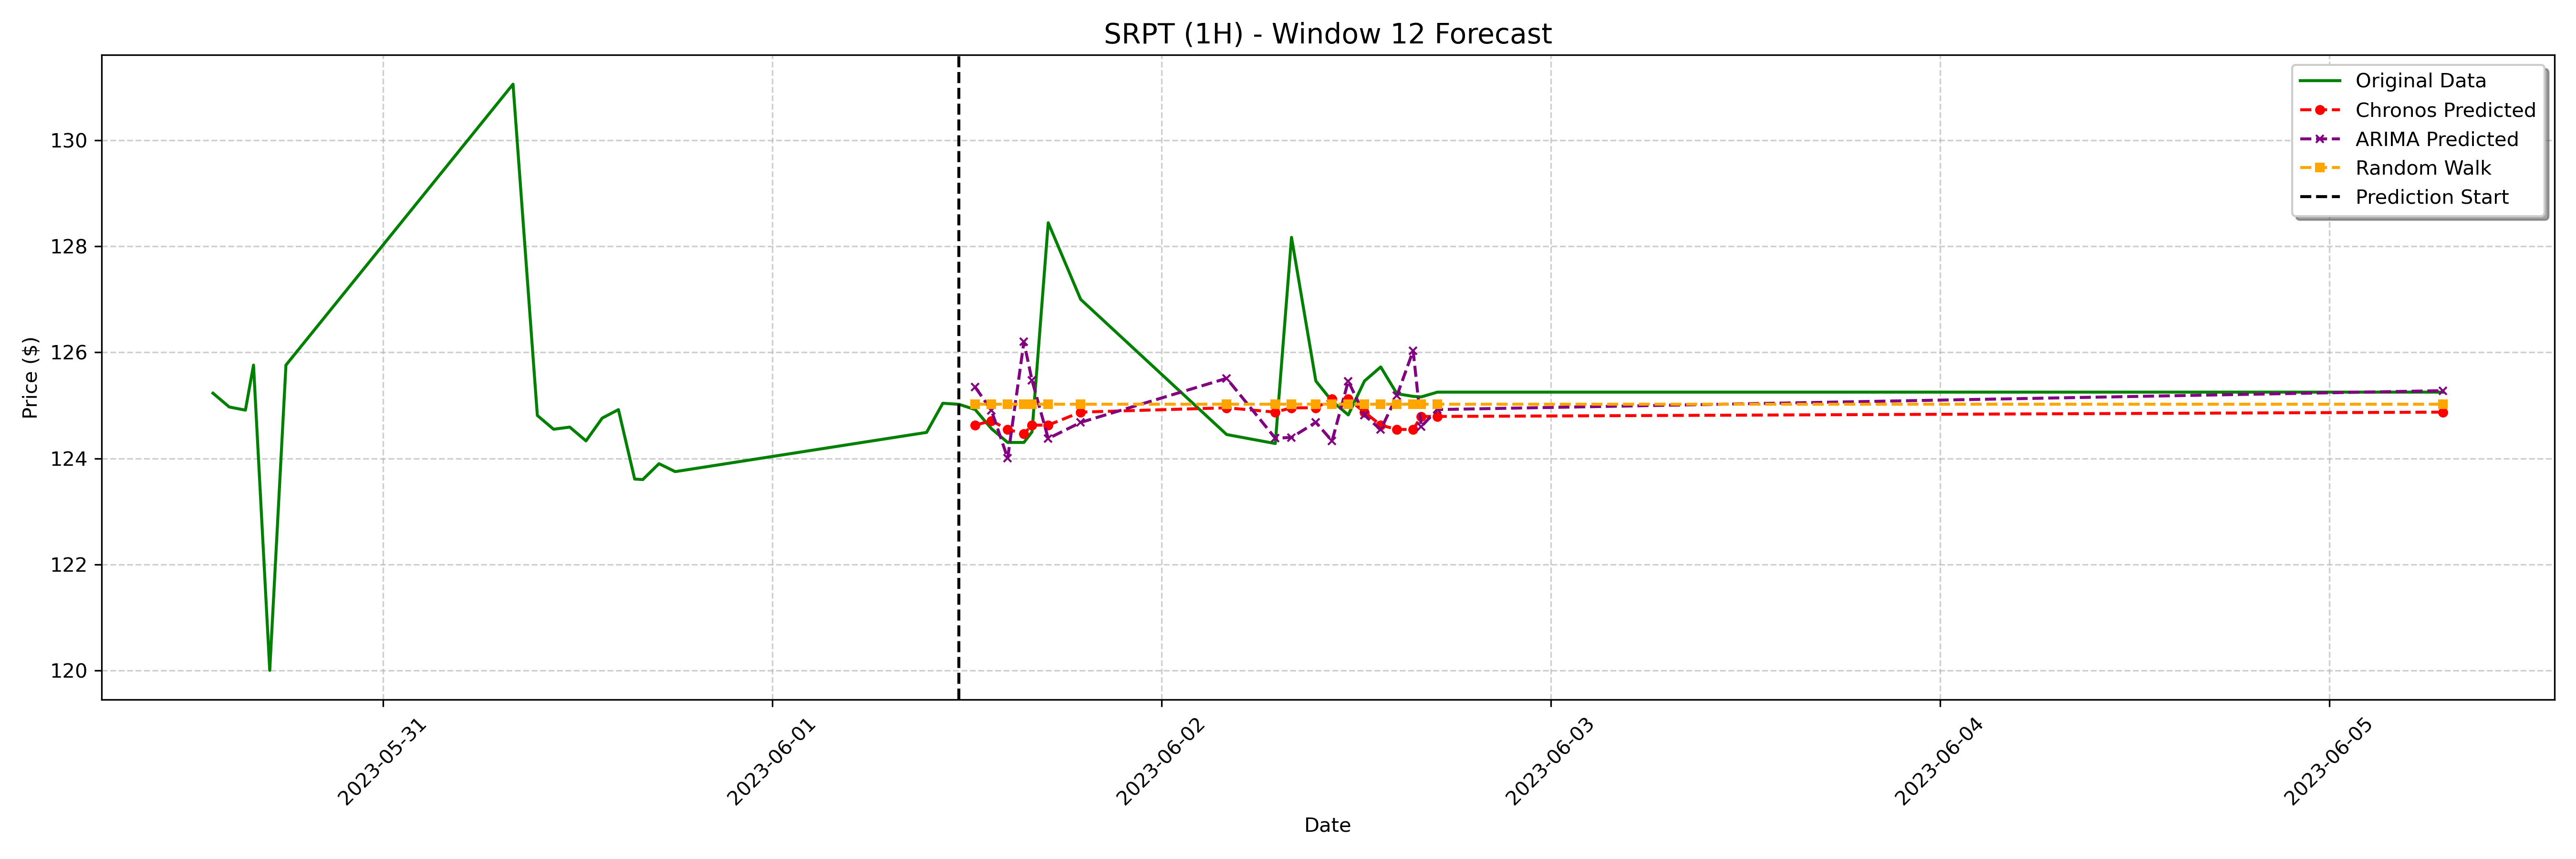 SRPT (1H) - Window 12 Forecast
Original Data
Chronos Predicted
ARIMA Predicted
Random Walk
Prediction Start
Price ($)
130
128
126
124
122
120
2023-05-31
2023-06-01
2023-06-02
2023-06-03
2023-06-04
2023-06-05
Date